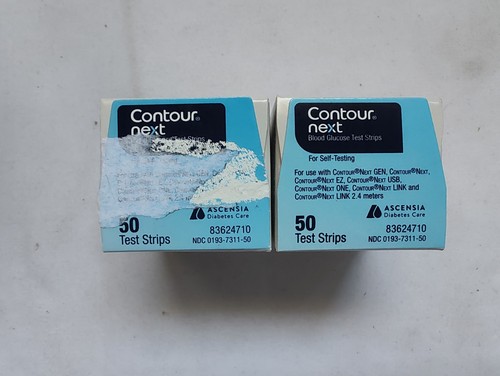 Contour®
next
Test Strips
50
Test Strips
ASCENSIA
Diabetes Care
83624710
NDC 0193-7311-50
Contour®
next
Blood Glucose Test Strips
For Self-Testing
For use with CONTOUR®NEXT GEN, CONTOUR®NEXT,
CONTOUR®NEXT EZ, CONTOUR®NEXT USB,
CONTOUR®NEXT ONE, CONTOUR®NEXT LINK and
CONTOUR®NEXT LINK 2.4 meters
ASCENSIA
Diabetes Care
50
Test Strips
83624710
NDC 0193-7311-50